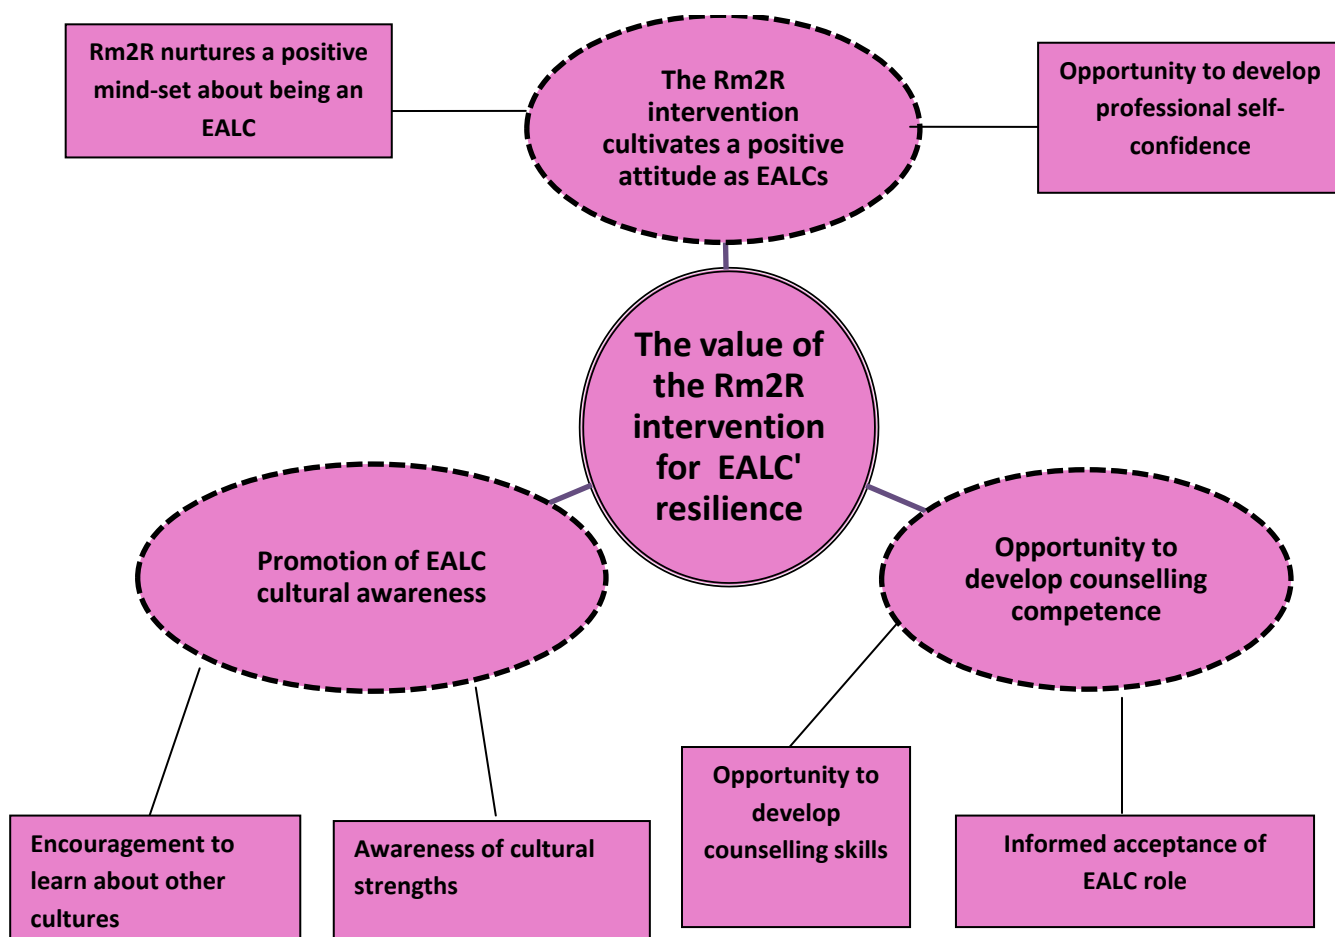 Rm2R nurtures a positive
mind-set about being an
EALC
The Rm2R
intervention
cultivates a positive
attitude as EALCs
Opportunity to develop
professional self-
confidence
The value of
the Rm2R
intervention
for  EALC'
resilience
Promotion of EALC
cultural awareness
Opportunity to
develop counselling
competence
Encouragement to
learn about other
cultures
Awareness of cultural
strengths
Opportunity to
develop
counselling skills
Informed acceptance of
EALC role